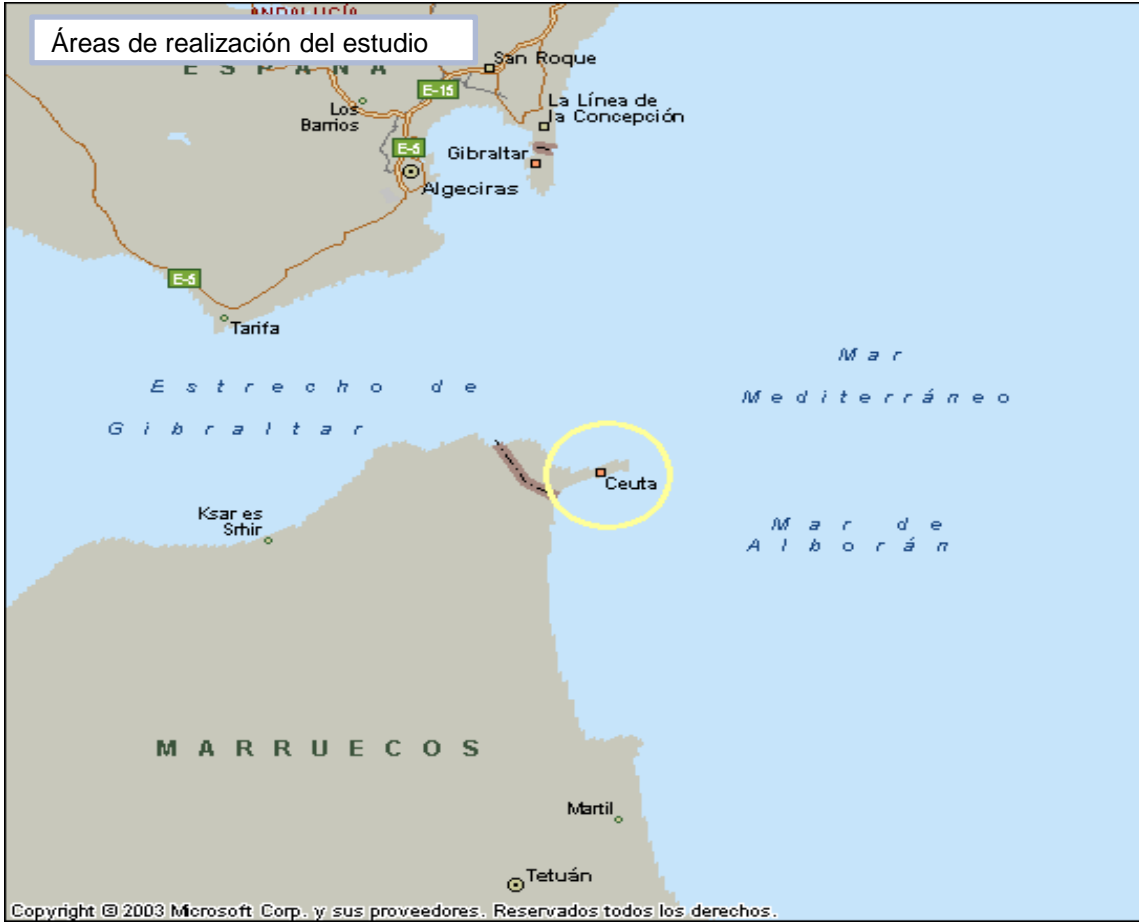 ANDALUCÍA
Áreas de realización del estudio
ESPAÑA
San Roque
E-15
La Línea de
la Concepción
Los
Barrios
E-5
Gibraltar
Algeciras
E-5
Tarifa
Mar
Mediterráneo
Estrecho de
Gibraltar
Ceuta
Ksar es
Srhir
Mar de
Alborán
MARRUECOS
Martil
Tetuán
Copyright © 2003 Microsoft Corp. y sus proveedores. Reservados todos los derechos.